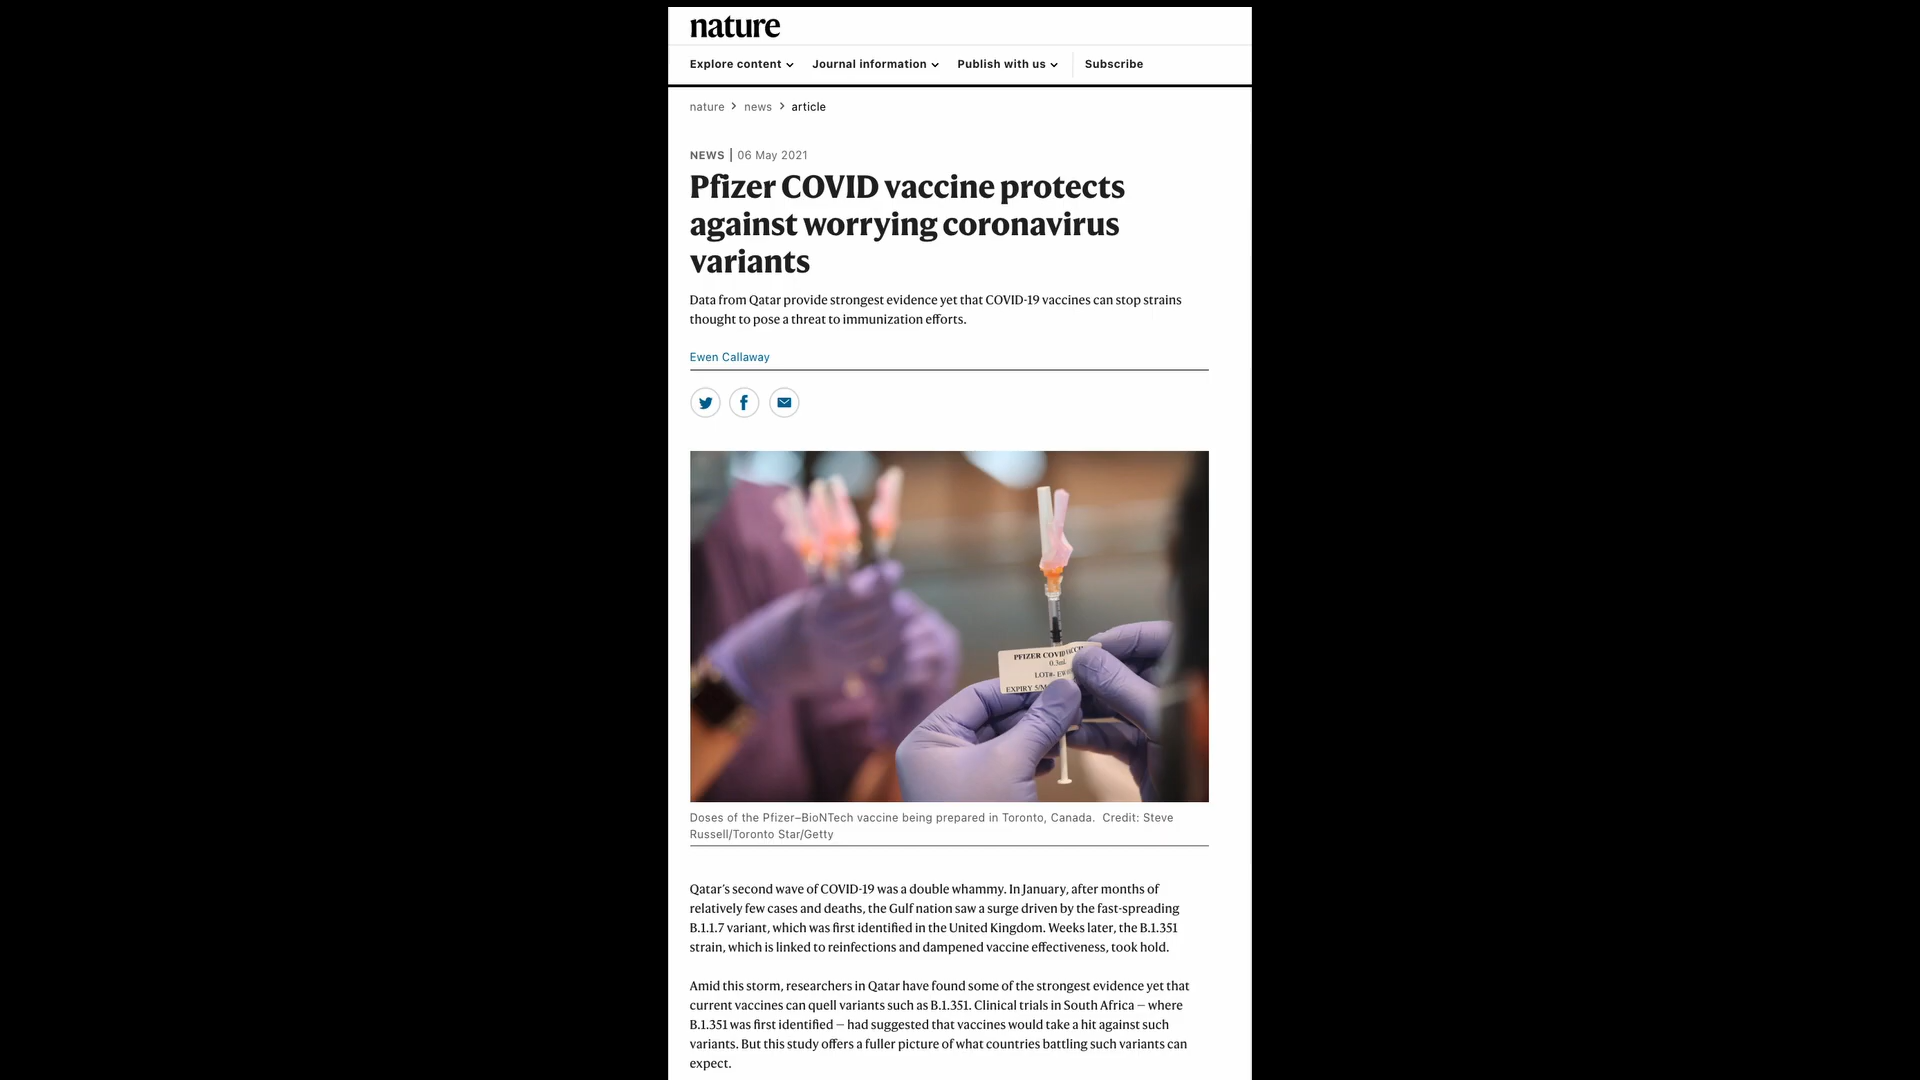 nature
Explore content
Journal information
Publish with us
Subscribe
nature > news > article
NEWS | 06 May 2021
Pfizer COVID vaccine protects
against worrying coronavirus
variants
Data from Qatar provide strongest evidence yet that COVID-19 vaccines can stop strains
thought to pose a threat to immunization efforts.
Ewen Callaway
PFIZER COVID
0.3mL
LOT#-
EXPIRY
Doses of the Pfizer–BioNTech vaccine being prepared in Toronto, Canada. Credit: Steve
Russell/Toronto Star/Getty
Qatar’s second wave of COVID-19 was a double whammy. In January, after months of
relatively few cases and deaths, the Gulf nation saw a surge driven by the fast-spreading
B.1.1.7 variant, which was first identified in the United Kingdom. Weeks later, the B.1.351
strain, which is linked to reinfections and dampened vaccine effectiveness, took hold.
Amid this storm, researchers in Qatar have found some of the strongest evidence yet that
current vaccines can quell variants such as B.1.351. Clinical trials in South Africa — where
B.1.351 was first identified — had suggested that vaccines would take a hit against such
variants. But this study offers a fuller picture of what countries battling such variants can
expect.